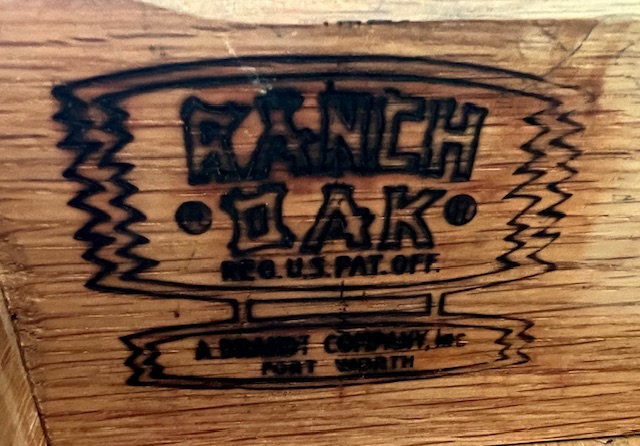 RANCH
• OAK •
REG. U.S. PAT. OFF.
A BRANDT COMPANY, INC
FORT WORTH